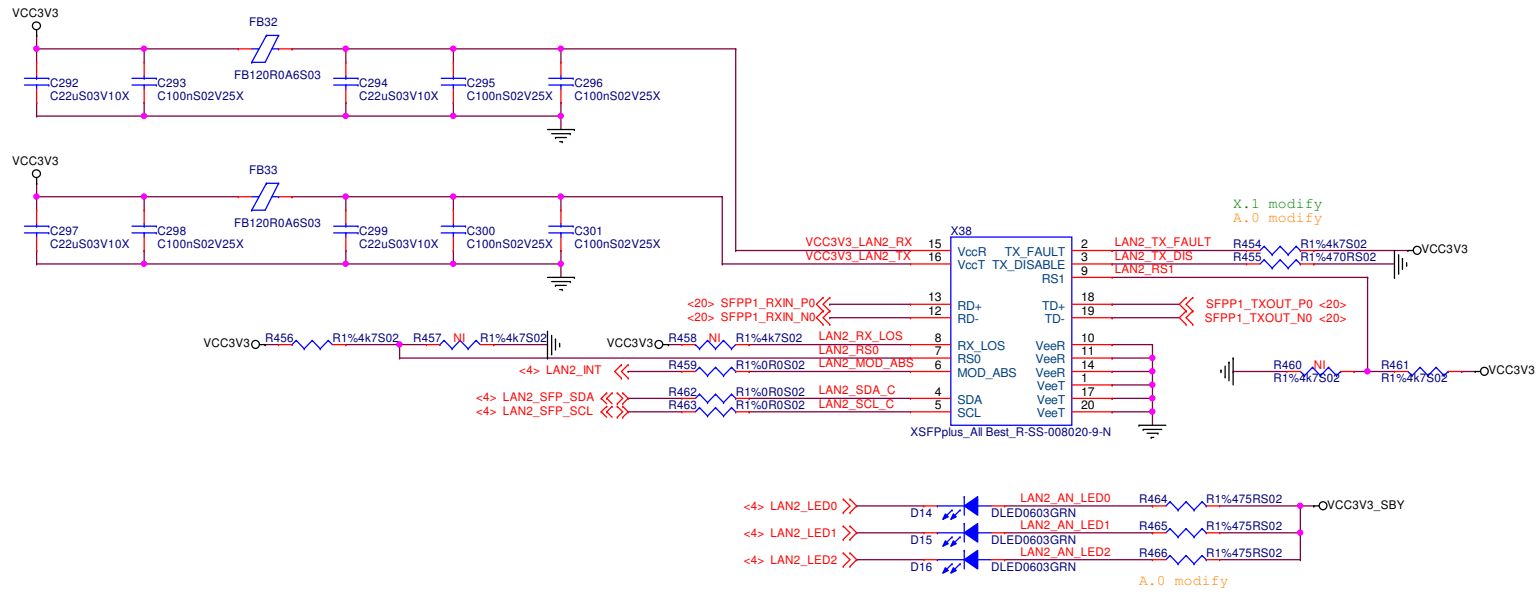 VCC3V3
FB32
FB120R0A6S03
C292
C22uS03V10X
C293
C100nS02V25X
C294
C22uS03V10X
C295
C100nS02V25X
C296
C100nS02V25X
VCC3V3
FB33
FB120R0A6S03
C297
C22uS03V10X
C298
C100nS02V25X
C299
C22uS03V10X
C300
C100nS02V25X
C301
C100nS02V25X
X.1 modify
A.0 modify
X38
VCC3V3_LAN2_RX 15 VccR
VCC3V3_LAN2_TX 16 VccT
TX_FAULT 2 LAN2_TX_FAULT R454 R1%4k7S02 VCC3V3
TX_DISABLE 3 LAN2_TX_DIS R455 R1%470RS02
RS1 9 LAN2_RS1
<20> SFPP1_RXIN_P0 13 RD+
<20> SFPP1_RXIN_N0 12 RD-
TD+ 18 SFPP1_TXOUT_P0 <20>
TD- 19 SFPP1_TXOUT_N0 <20>
VCC3V3 R456 R1%4k7S02 R457 NI R1%4k7S02
VCC3V3 R458 NI R1%4k7S02 LAN2_RX_LOS 8 RX_LOS
LAN2_RS0 7 RS0
<4> LAN2_INT R459 R1%0R0S02 LAN2_MOD_ABS 6 MOD_ABS
<4> LAN2_SFP_SDA R462 R1%0R0S02 LAN2_SDA_C 4 SDA
<4> LAN2_SFP_SCL R463 R1%0R0S02 LAN2_SCL_C 5 SCL
VeeR 10
VeeR 11
VeeR 14
VeeT 1
VeeT 17
VeeT 20
R460 NI R1%4k7S02
R461 R1%4k7S02 VCC3V3
XSFPplus_All Best_R-SS-008020-9-N
<4> LAN2_LED0 D14 DLED0603GRN LAN2_AN_LED0 R464 R1%475RS02 VCC3V3_SBY
<4> LAN2_LED1 D15 DLED0603GRN LAN2_AN_LED1 R465 R1%475RS02
<4> LAN2_LED2 D16 DLED0603GRN LAN2_AN_LED2 R466 R1%475RS02
A.0 modify